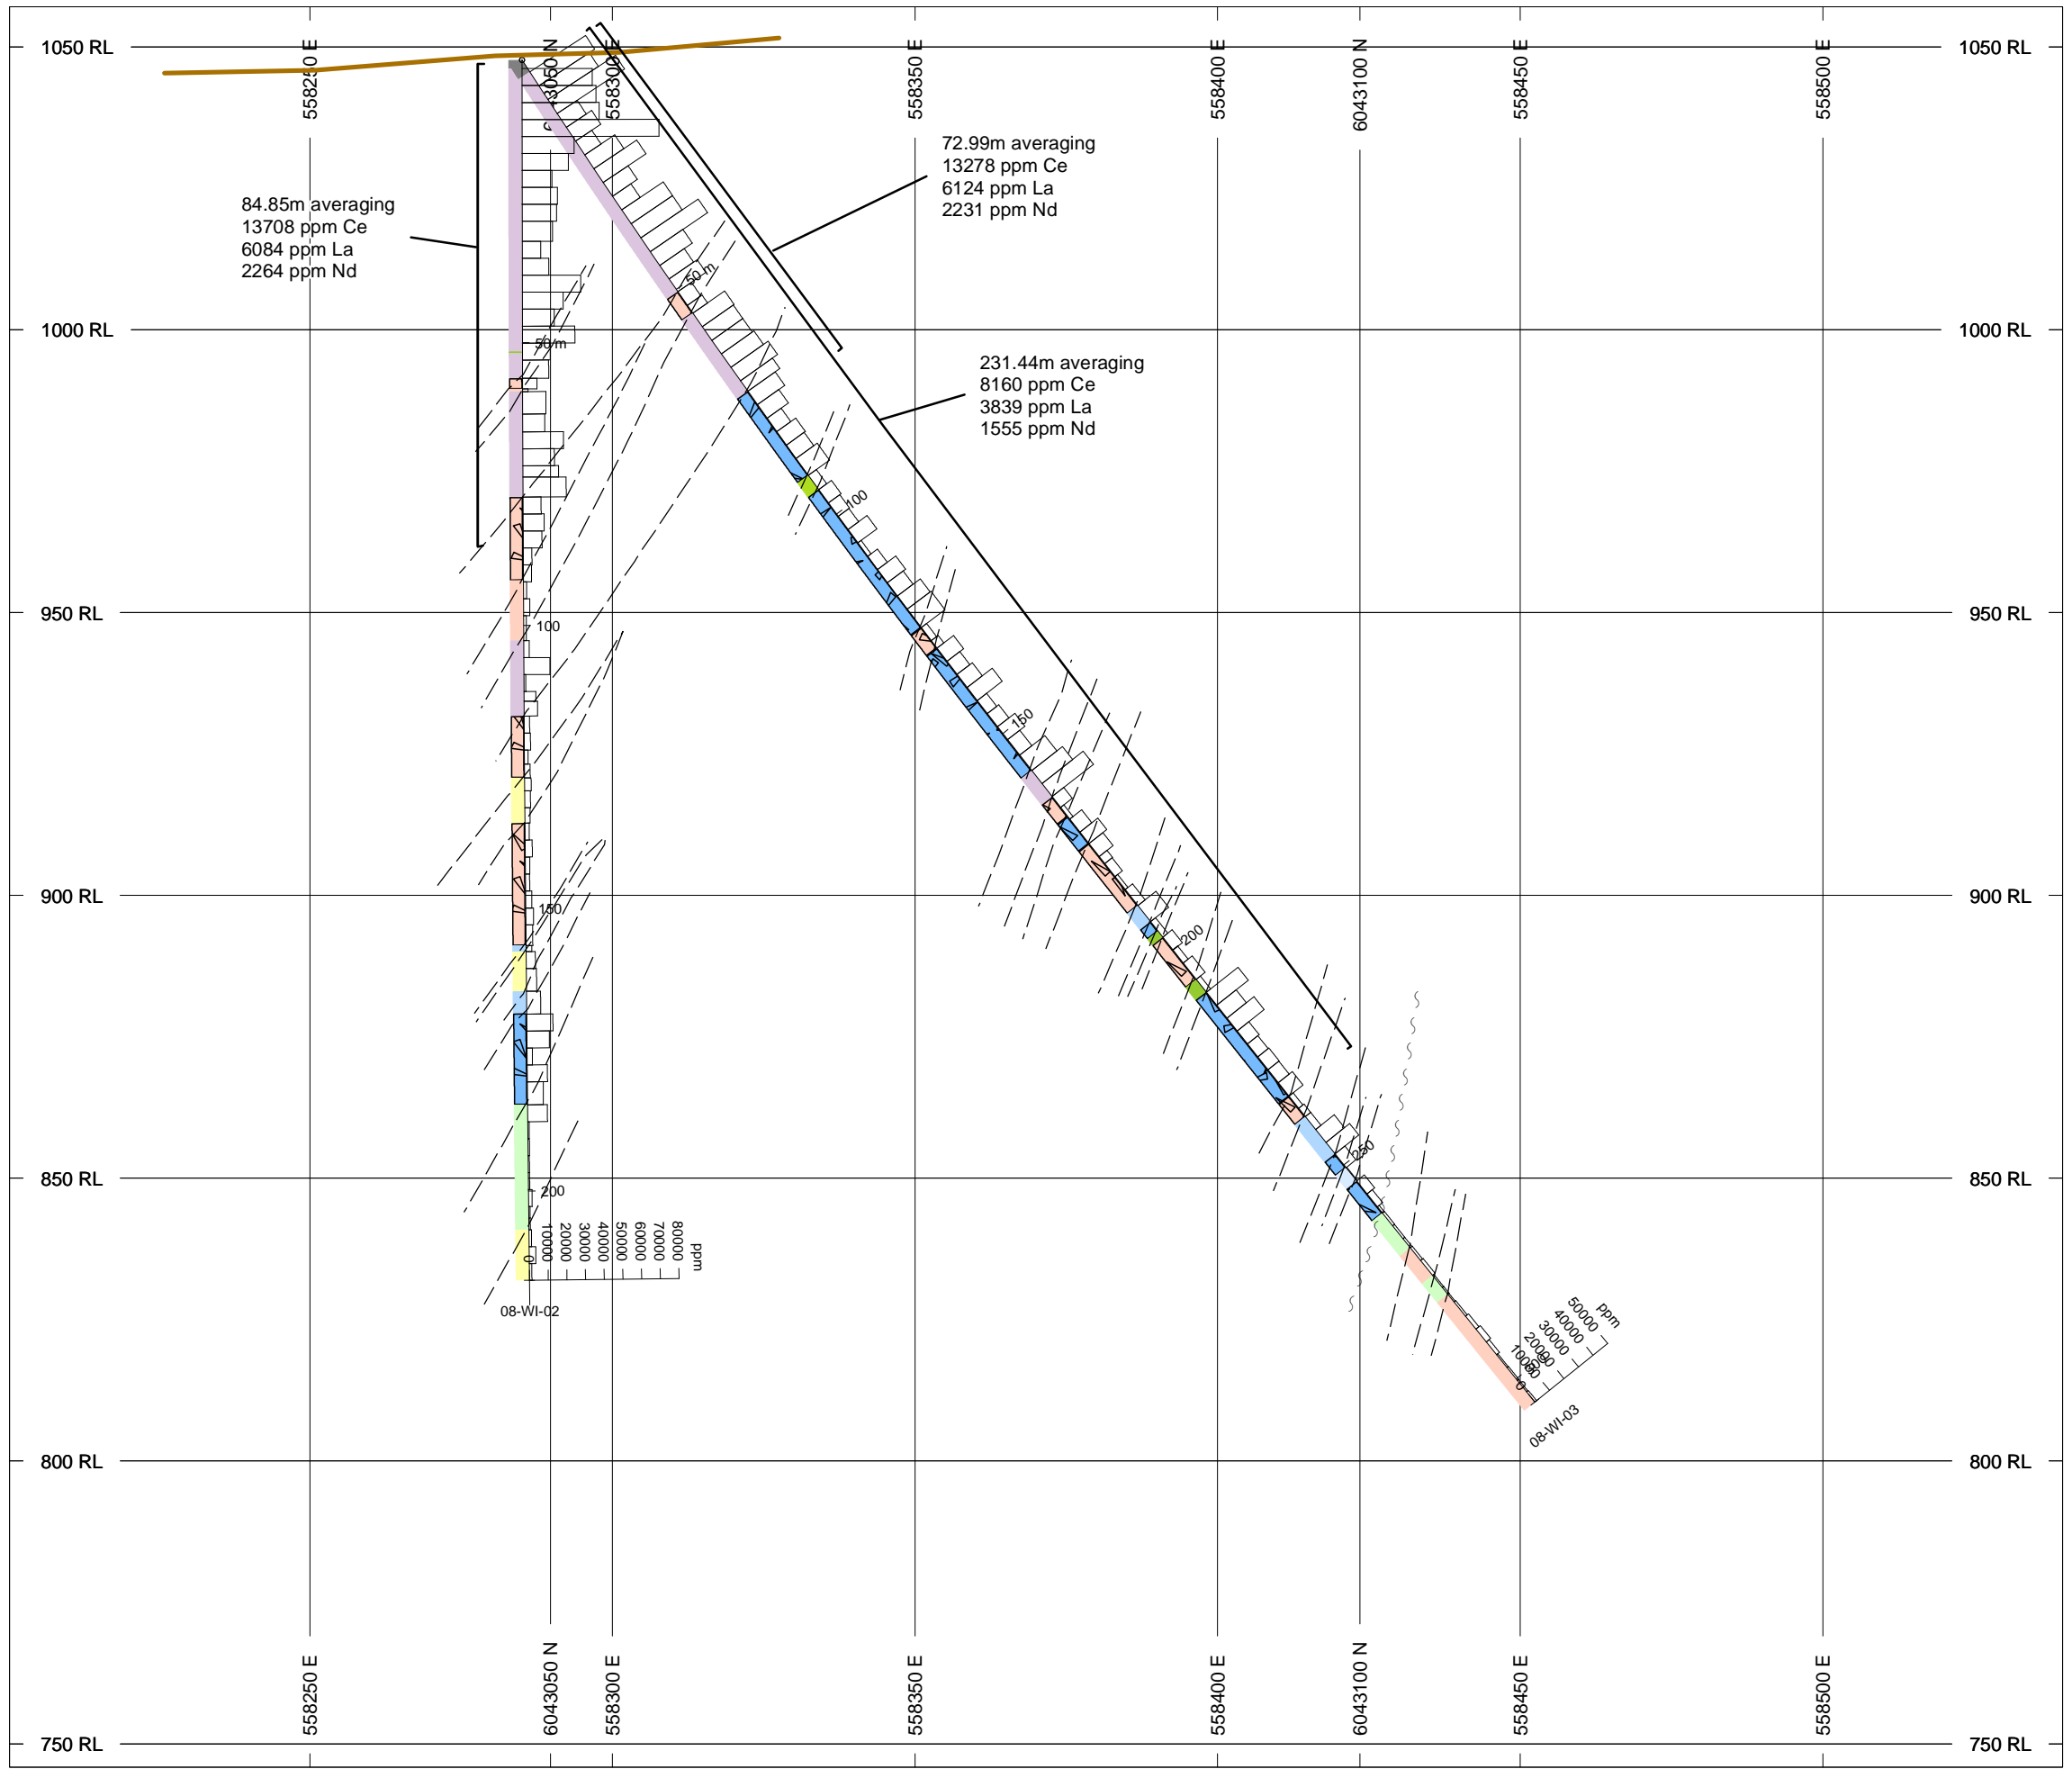 558250 E
6043050 N
558300 E
558350 E
558400 E
6043100 N
558450 E
558500 E
1050 RL
1050 RL
72.99m averaging
13278 ppm Ce
6124 ppm La
2231 ppm Nd
84.85m averaging
13708 ppm Ce
6084 ppm La
2264 ppm Nd
50 m
1000 RL
1000 RL
50 m
231.44m averaging
8160 ppm Ce
3839 ppm La
1555 ppm Nd
100
950 RL
950 RL
100
150
900 RL
900 RL
150
200
250
850 RL
850 RL
200
0
10000
20000
30000
40000
50000
60000
70000
80000
ppm
08-WI-02
0
10000
20000
30000
40000
50000
ppm
08-WI-03
800 RL
800 RL
558250 E
6043050 N
558300 E
558350 E
558400 E
6043100 N
558450 E
558500 E
750 RL
750 RL